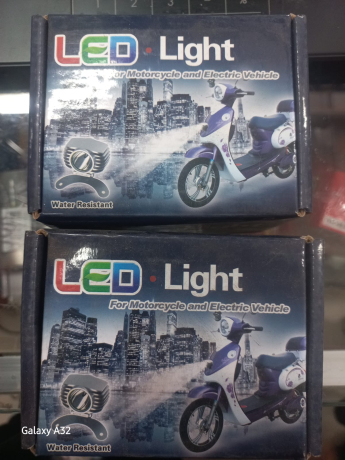 LED · Light
For Motorcycle and Electric Vehicle
Water Resistant
LED · Light
For Motorcycle and Electric Vehicle
Water Resistant
Galaxy A32